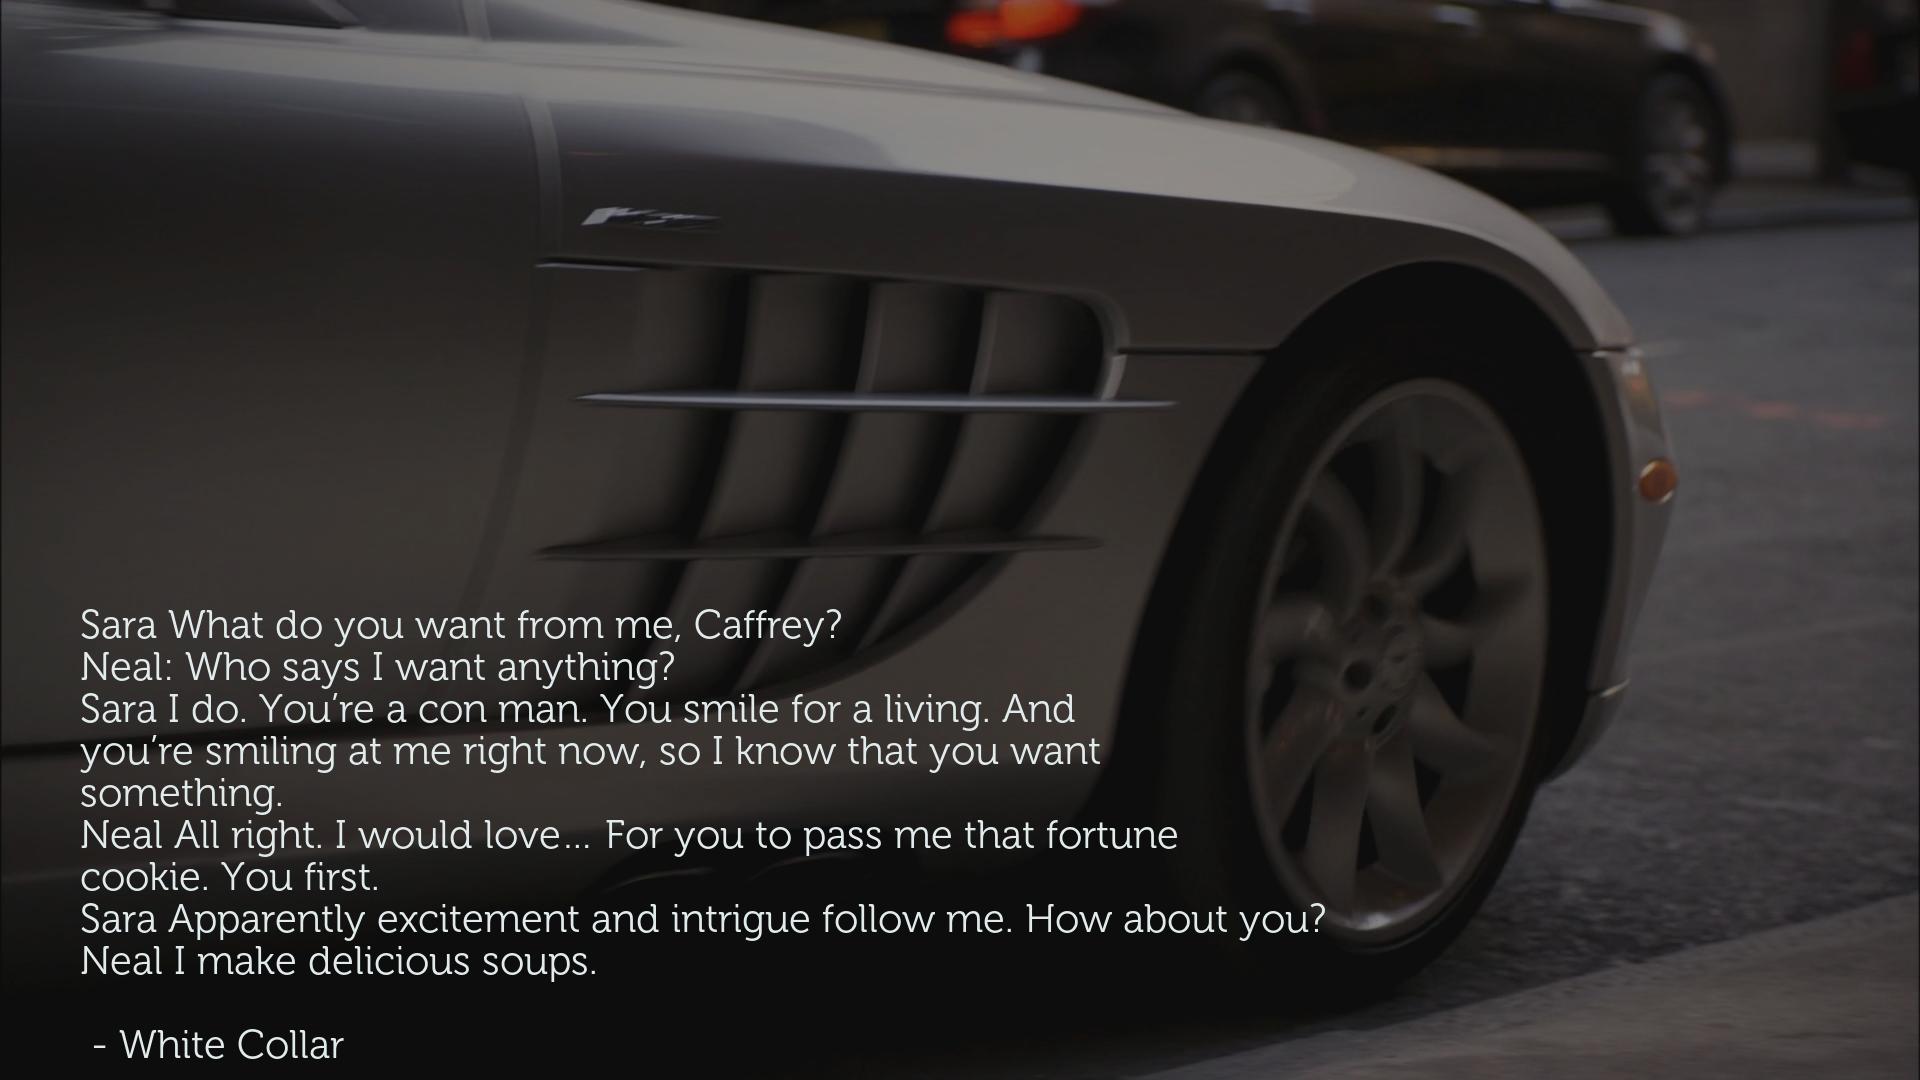 Sara What do you want from me, Caffrey?
Neal: Who says I want anything?
Sara I do. You’re a con man. You smile for a living. And
you’re smiling at me right now, so I know that you want
something.
Neal All right. I would love… For you to pass me that fortune
cookie. You first.
Sara Apparently excitement and intrigue follow me. How about you?
Neal I make delicious soups.
- White Collar